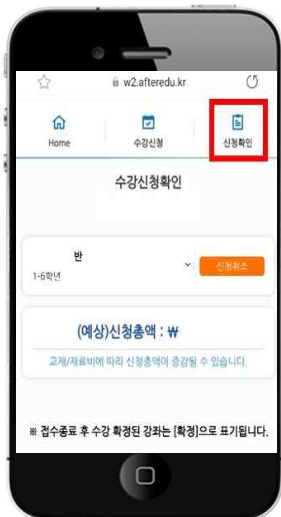 w2.afteredu.kr
Home 수강신청 신청확인
수강신청확인
반
1-6학년
신청취소
(예상)신청총액 : ₩
교재/재료비에 따라 신청총액이 증감될 수 있습니다.
※ 접수종료 후 수강 확정된 강좌는 [확정]으로 표기됩니다.